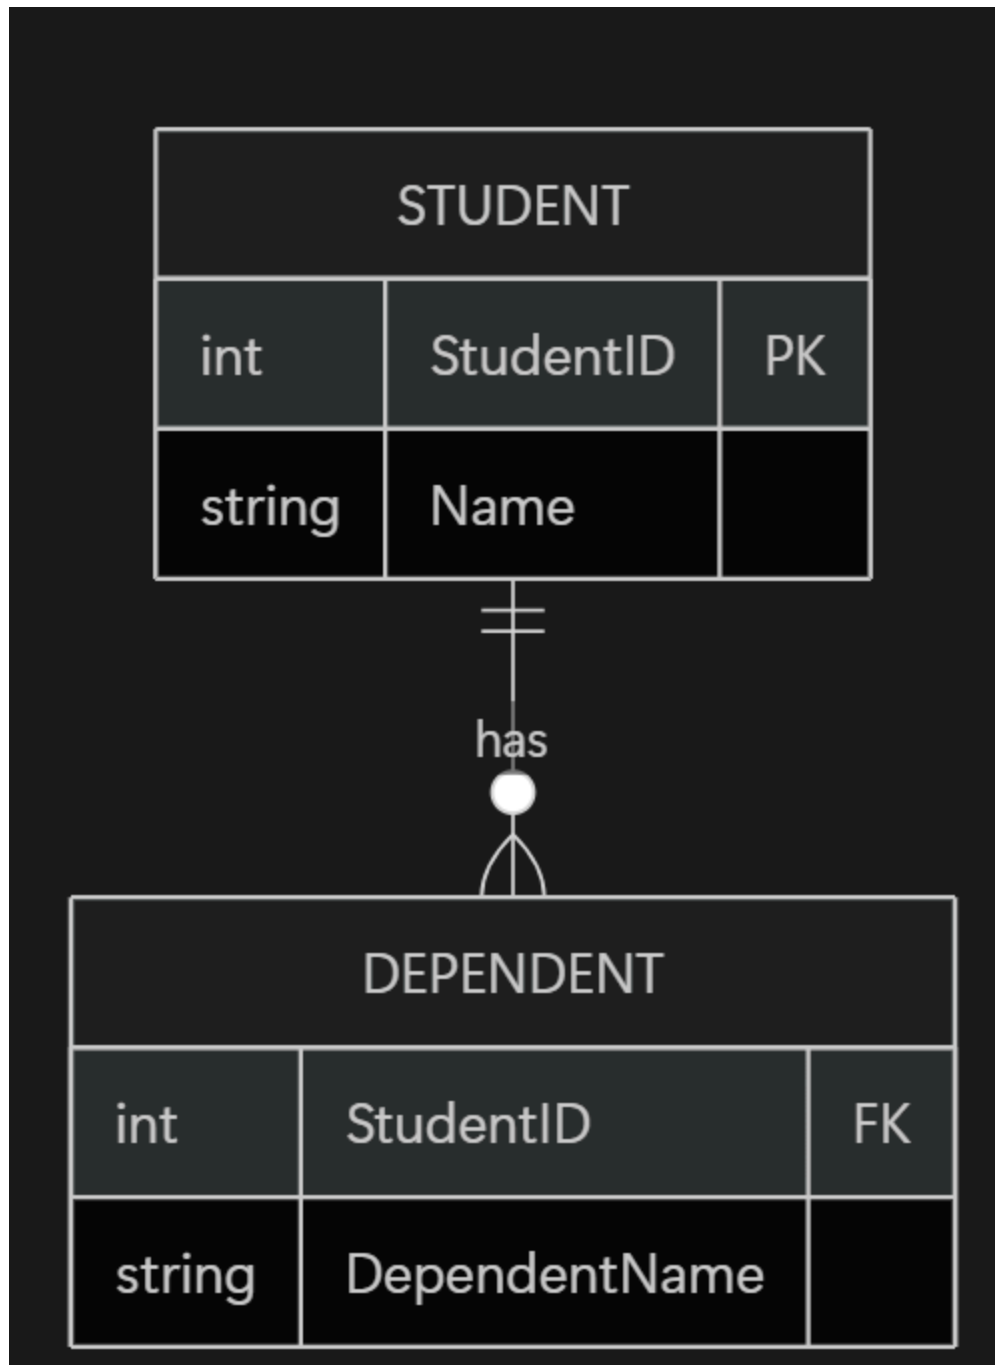 STUDENT
int StudentID PK
string Name
has
DEPENDENT
int StudentID FK
string DependentName